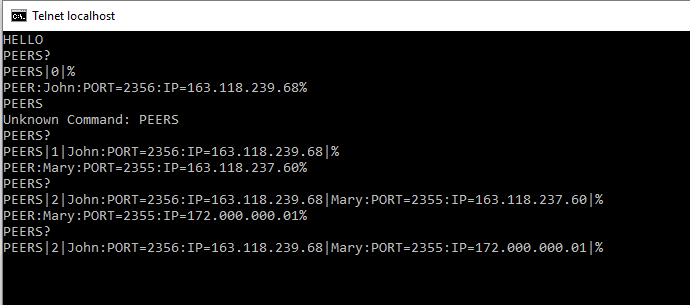 Telnet localhost
HELLO
PEERS?
PEERS|0|%
PEER:John:PORT=2356:IP=163.118.239.68%
PEERS
Unknown Command: PEERS
PEERS?
PEERS|1|John:PORT=2356:IP=163.118.239.68|%
PEER:Mary:PORT=2355:IP=163.118.237.60%
PEERS?
PEERS|2|John:PORT=2356:IP=163.118.239.68|Mary:PORT=2355:IP=163.118.237.60|%
PEER:Mary:PORT=2355:IP=172.000.000.01%
PEERS?
PEERS|2|John:PORT=2356:IP=163.118.239.68|Mary:PORT=2355:IP=172.000.000.01|%